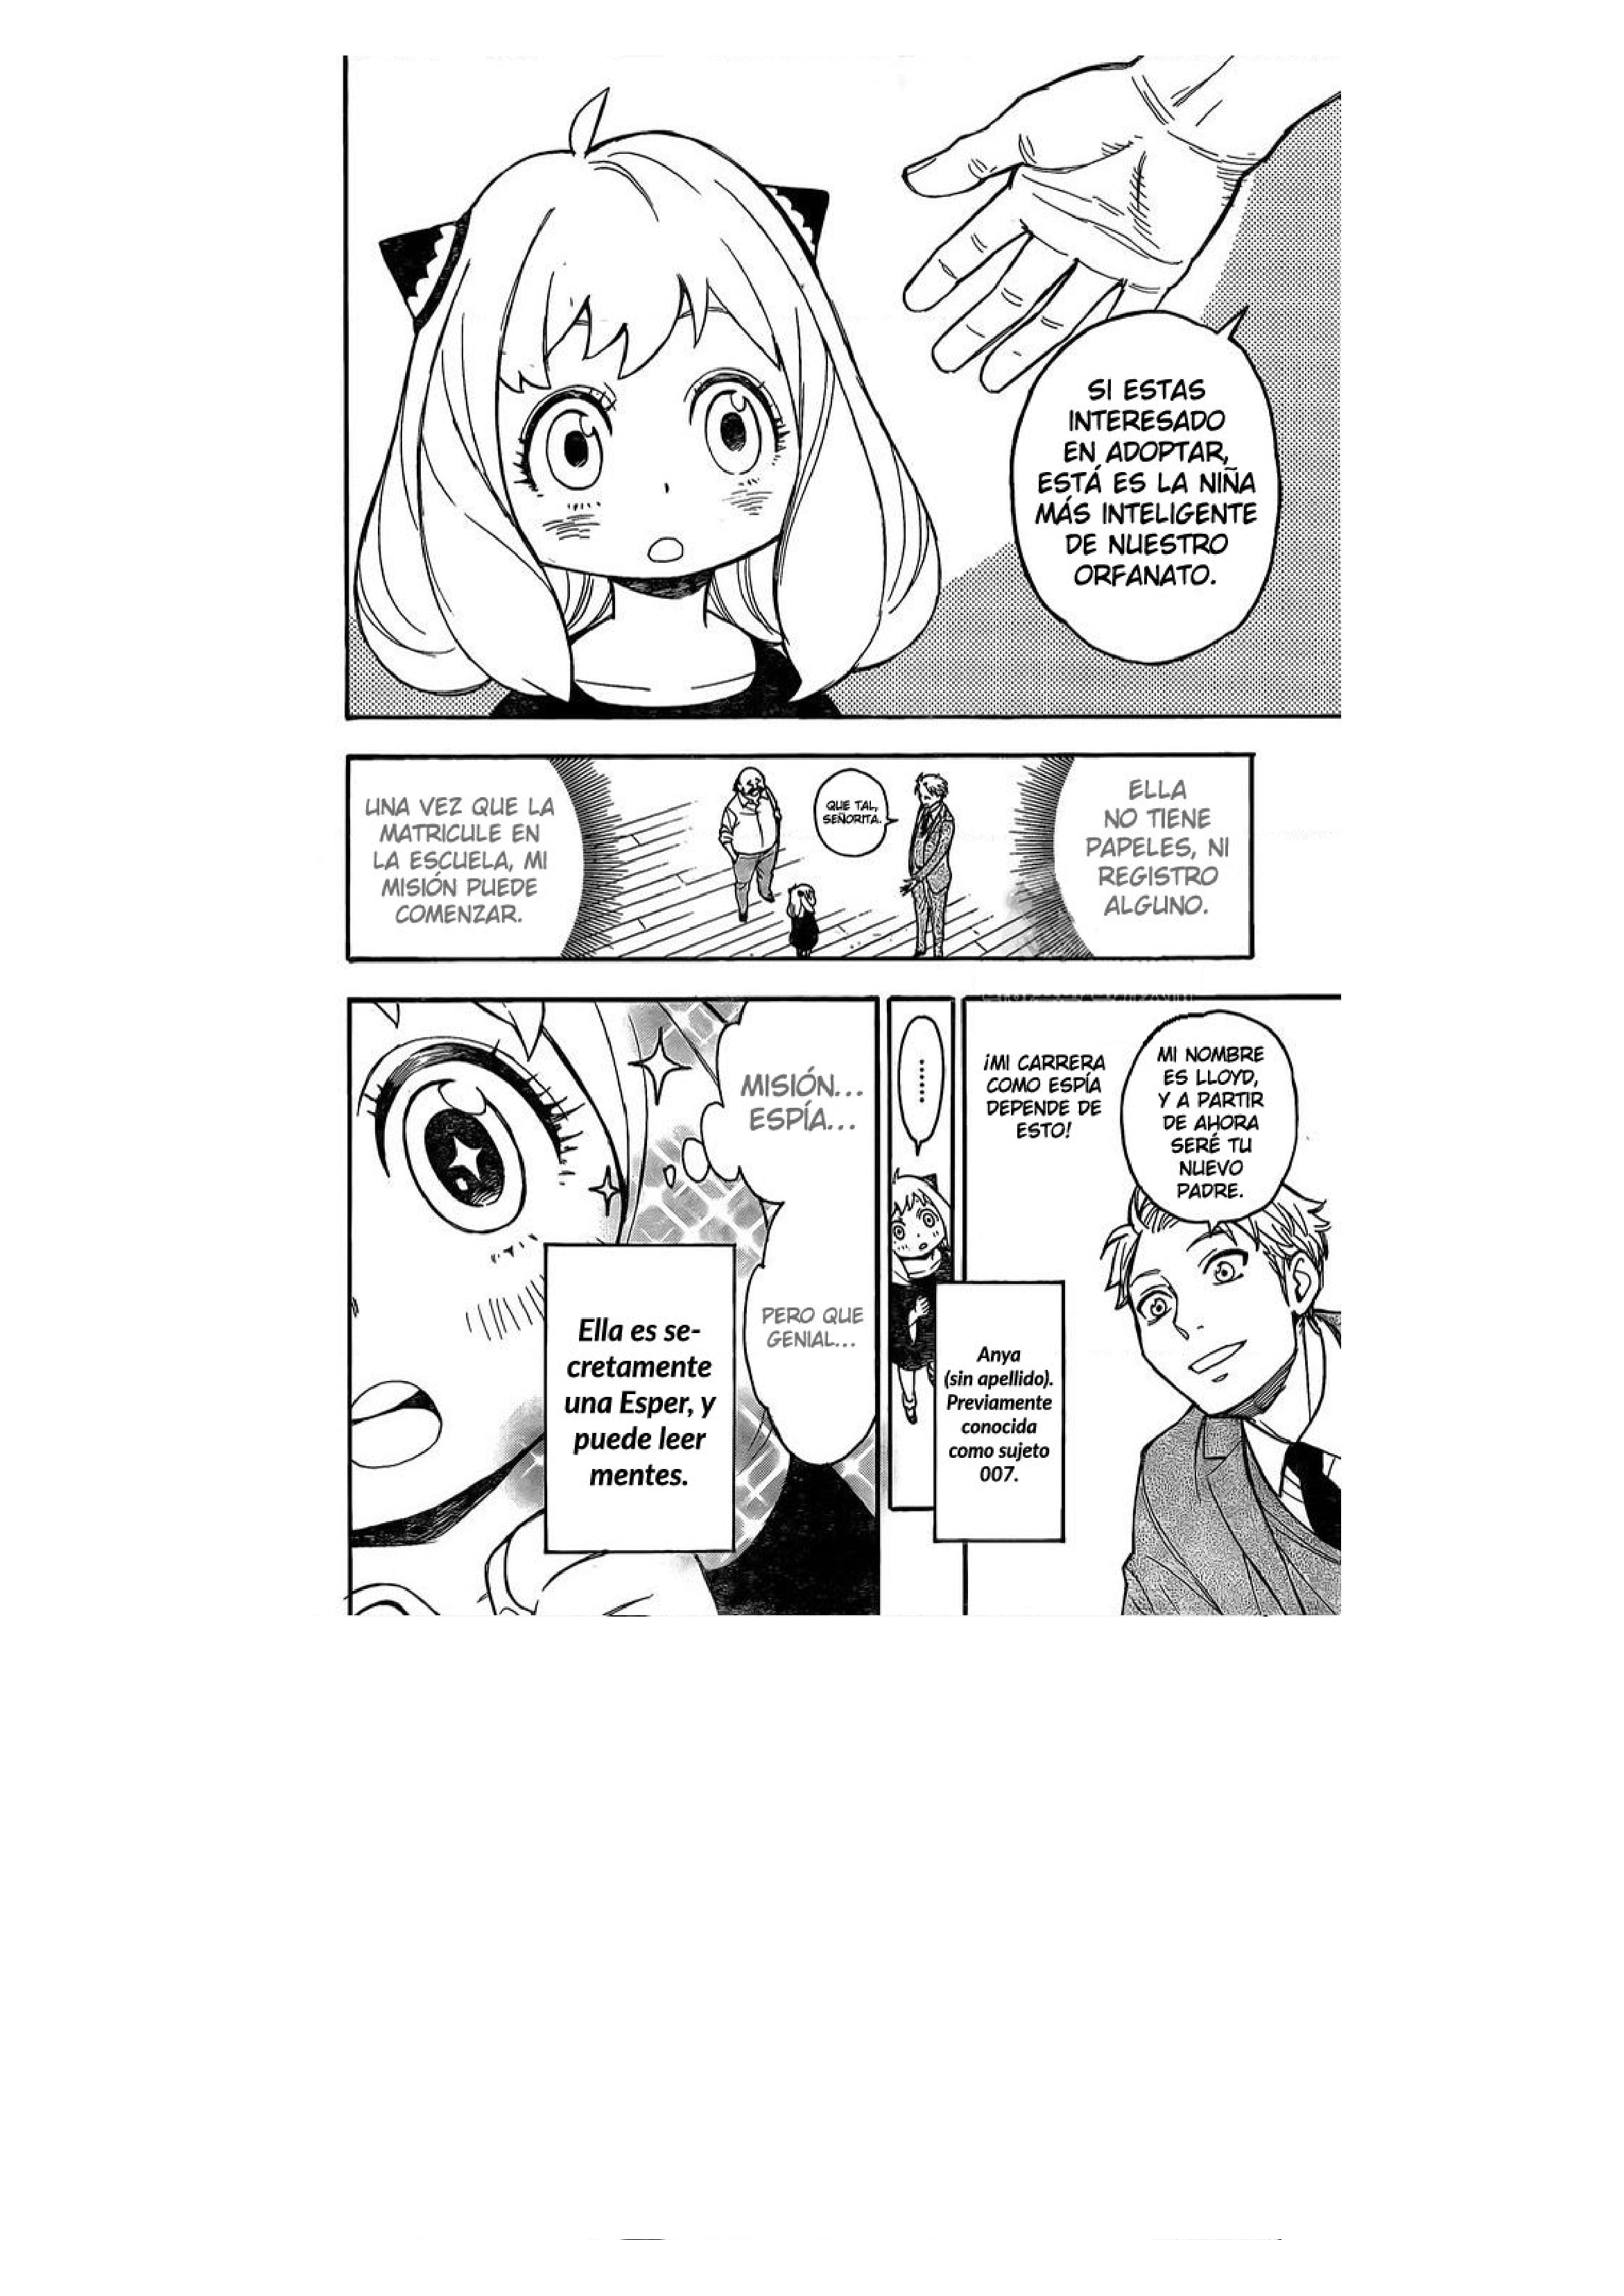 SI ESTAS
INTERESADO
EN ADOPTAR,
ESTÁ ES LA NIÑA
MÁS INTELIGENTE
DE NUESTRO
ORFANATO.
ELLA
NO TIENE
PAPELES, NI
REGISTRO
ALGUNO.
QUE TAL,
SEÑORITA.
UNA VEZ QUE LA
MATRICULE EN
LA ESCUELA, MI
MISIÓN PUEDE
COMENZAR.
MI NOMBRE
ES LLOYD,
Y A PARTIR
DE AHORA
SERÉ TU
NUEVO
PADRE.
¡MI CARRERA
COMO ESPÍA
DEPENDE DE
ESTO!
......
Anya
(sin apellido).
Previamente
conocida
como sujeto
007.
MISIÓN...
ESPÍA...
PERO QUE
GENIAL...
Ella es se-
cretamente
una Esper, y
puede leer
mentes.